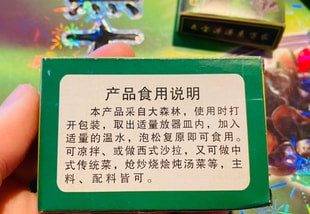 产品食用说明
本产品采自大森林，使用时打
开包装，取出适量放器皿内，加入
适量的温水，泡松复原即可食用。
可凉拌、或做西式沙拉，又可做中
式传统菜，炝炒烧烩炖汤菜等，主
料、配料皆可。